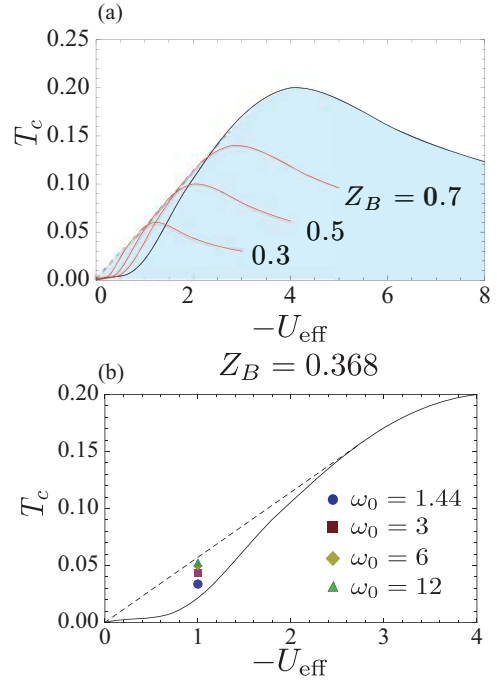 (a)
0.25
0.20
0.15
0.10
0.05
0.00
T_c
Z_B = 0.7
0.5
0.3
0 2 4 6 8
−U_eff
(b) Z_B = 0.368
0.20
0.15
0.10
0.05
0.00
T_c
ω_0 = 1.44
ω_0 = 3
ω_0 = 6
ω_0 = 12
0 1 2 3 4
−U_eff